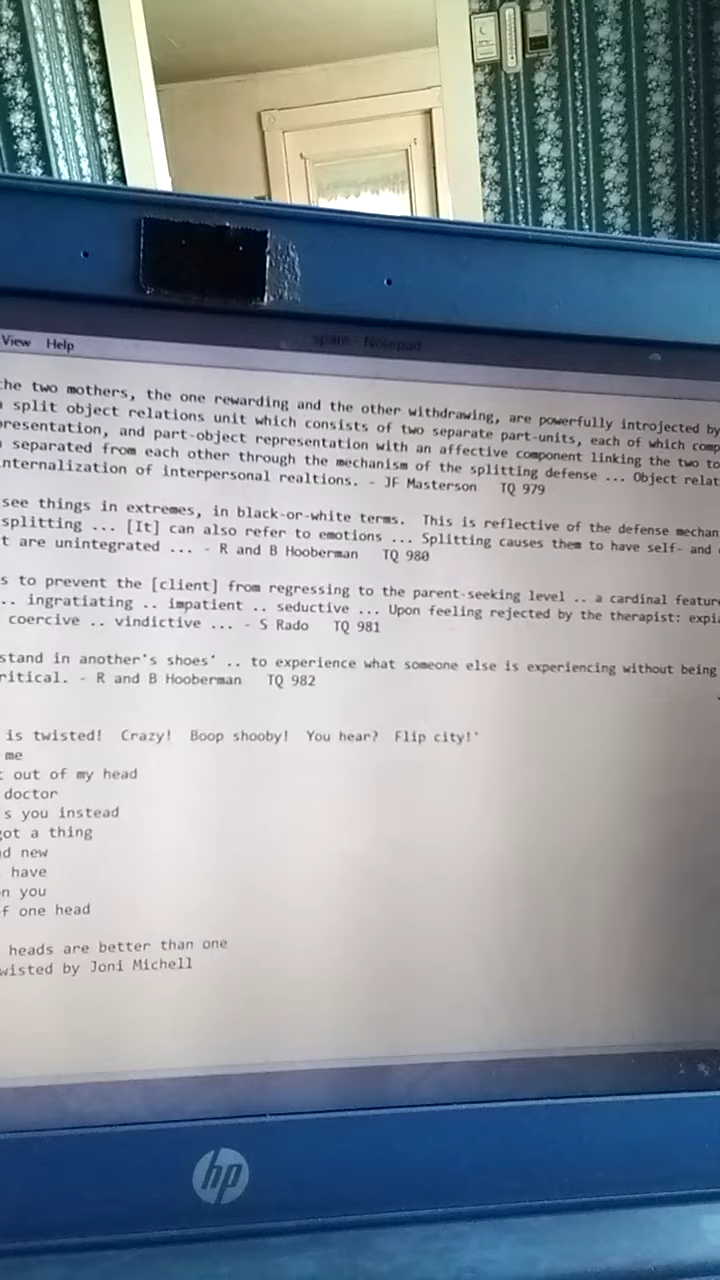 View Help
spare - Notepad
the two mothers, the one rewarding and the other withdrawing, are powerfully introjected by
split object relations unit which consists of two separate part-units, each of which comp
resentation, and part-object representation with an affective component linking the two to
separated from each other through the mechanism of the splitting defense ... Object relat
nternalization of interpersonal realtions. - JF Masterson TQ 979
see things in extremes, in black-or-white terms. This is reflective of the defense mechan
splitting ... [It] can also refer to emotions ... Splitting causes them to have self- and
t are unintegrated ... - R and B Hooberman TQ 980
s to prevent the [client] from regressing to the parent-seeking level .. a cardinal feature
.. ingratiating .. impatient .. seductive ... Upon feeling rejected by the therapist: expia
coercive .. vindictive ... - S Rado TQ 981
stand in another's shoes' .. to experience what someone else is experiencing without being
ritical. - R and B Hooberman TQ 982
is twisted! Crazy! Boop shooby! You hear? Flip city!`
me
t out of my head
doctor
s you instead
got a thing
nd new
have
n you
f one head
heads are better than one
wisted by Joni Michell
hp